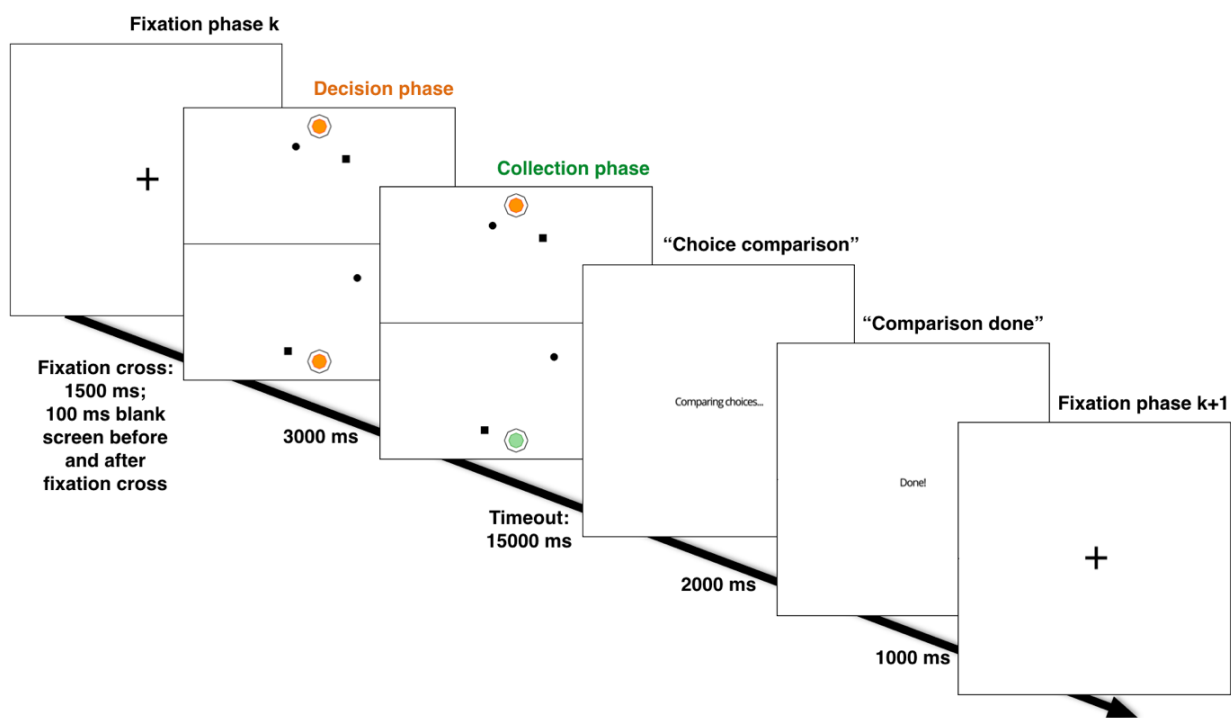 Fixation phase k
Decision phase
Collection phase
“Choice comparison”
“Comparison done”
Fixation phase k+1
Comparing choices...
Done!
Fixation cross:
1500 ms;
100 ms blank
screen before
and after
fixation cross
3000 ms
Timeout:
15000 ms
2000 ms
1000 ms